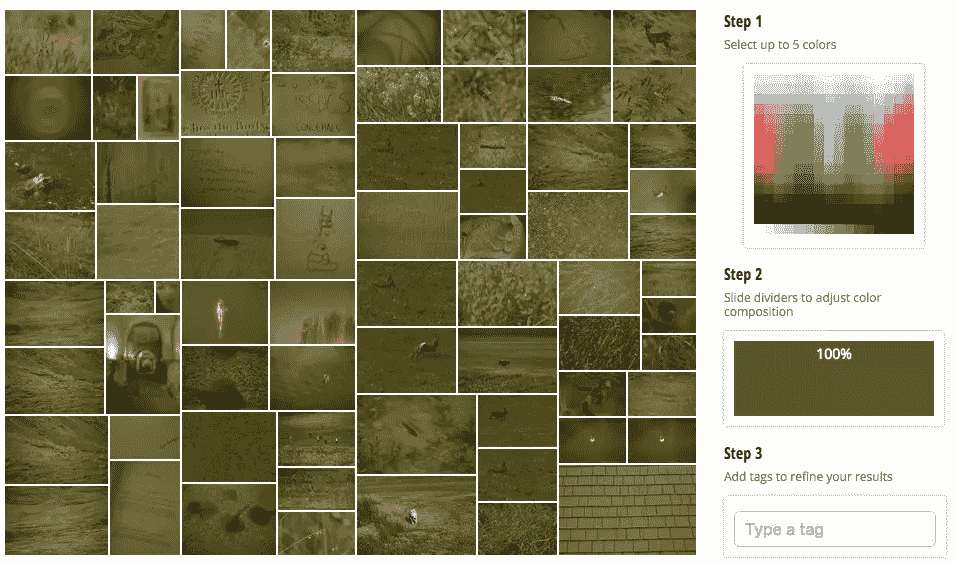 Step 1
Select up to 5 colors
Step 2
Slide dividers to adjust color
composition
100%
Step 3
Add tags to refine your results
Type a tag